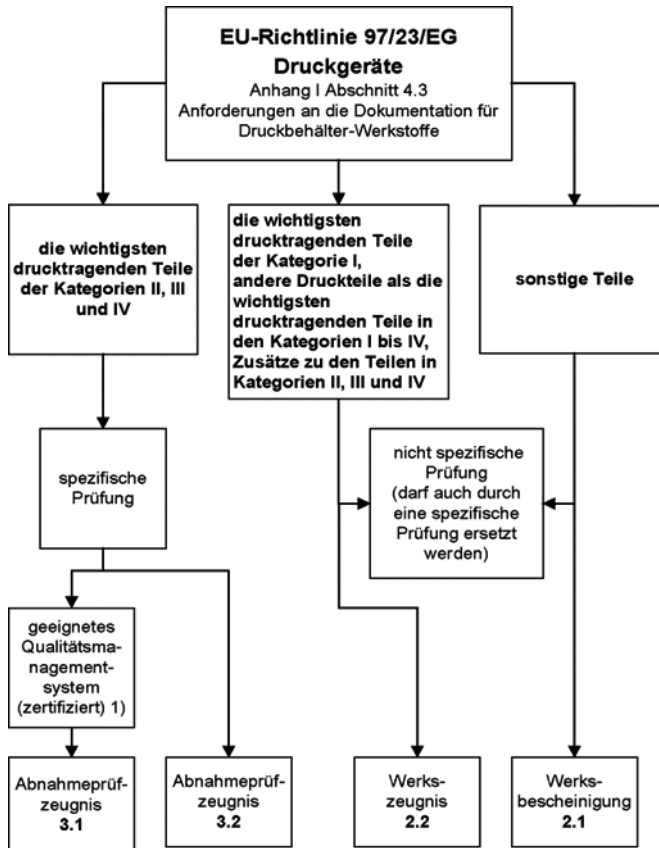 EU-Richtlinie 97/23/EG
Druckgeräte
Anhang I Abschnitt 4.3
Anforderungen an die Dokumentation für
Druckbehälter-Werkstoffe
die wichtigsten
drucktragenden Teile
der Kategorien II, III
und IV
die wichtigsten
drucktragenden Teile
der Kategorie I,
andere Druckteile als die
wichtigsten
drucktragenden Teile in
den Kategorien I bis IV,
Zusätze zu den Teilen in
Kategorien II, III und IV
sonstige Teile
spezifische
Prüfung
nicht spezifische
Prüfung
(darf auch durch
eine spezifische
Prüfung ersetzt
werden)
geeignetes
Qualitätsma-
nagement-
system
(zertifiziert) 1)
Abnahmeprüf-
zeugnis
3.1
Abnahmeprüf-
zeugnis
3.2
Werks-
zeugnis
2.2
Werks-
bescheinigung
2.1